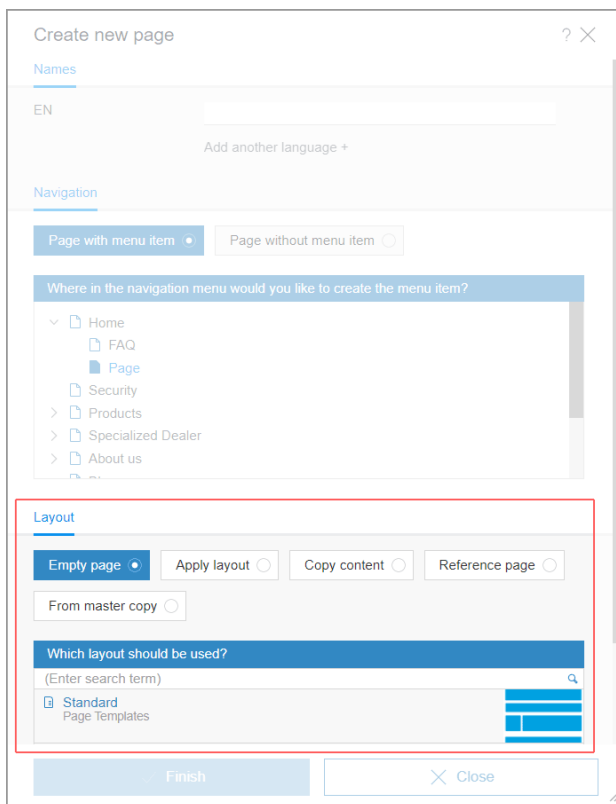 Create new page ?
Names
EN
Add another language +
Navigation
Page with menu item Page without menu item
Where in the navigation menu would you like to create the menu item?
Home
FAQ
Page
Security
Products
Specialized Dealer
About us
Layout
Empty page Apply layout Copy content Reference page
From master copy
Which layout should be used?
(Enter search term)
Standard
Page Templates
Finish Close